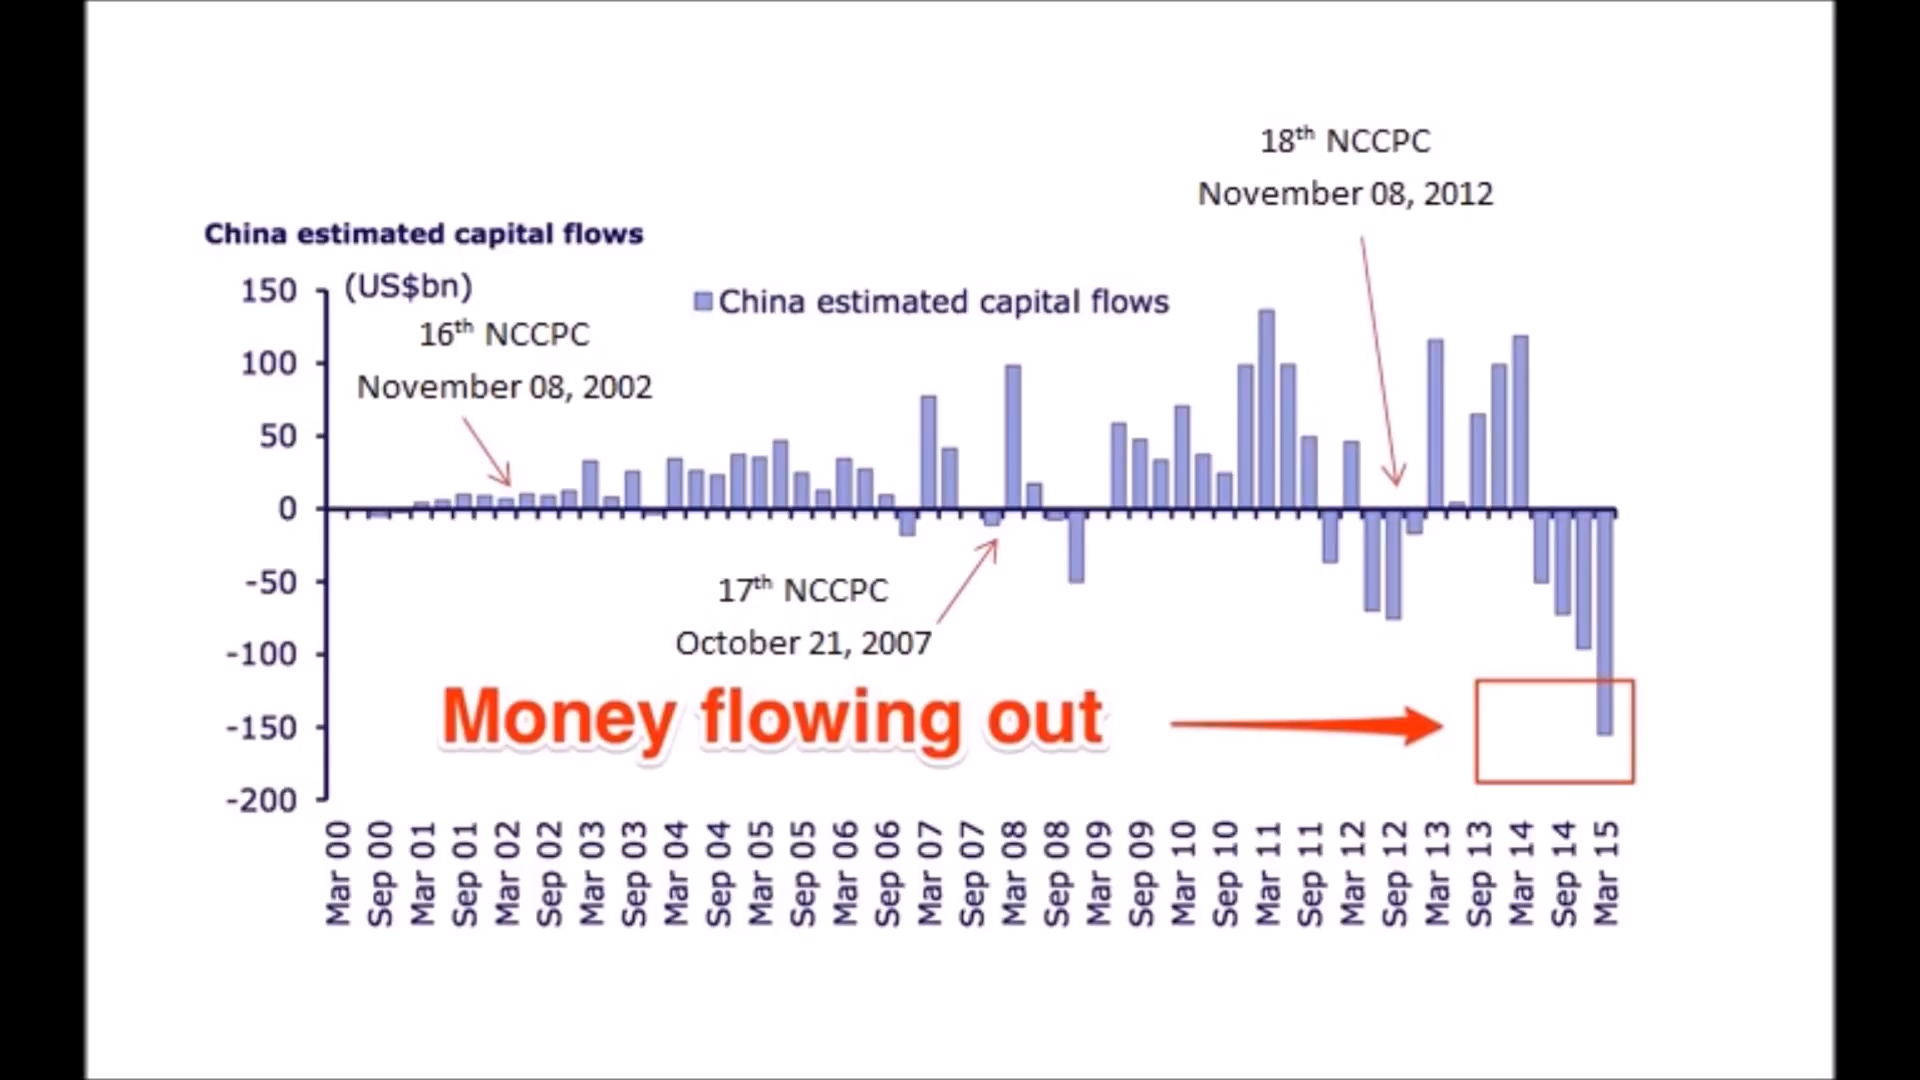 18th NCCPC
November 08, 2012
China estimated capital flows
(US$bn)
China estimated capital flows
16th NCCPC
November 08, 2002
150
100
50
0
-50
-100
-150
-200
17th NCCPC
October 21, 2007
Money flowing out
Mar 00
Sep 00
Mar 01
Sep 01
Mar 02
Sep 02
Mar 03
Sep 03
Mar 04
Sep 04
Mar 05
Sep 05
Mar 06
Sep 06
Mar 07
Sep 07
Mar 08
Sep 08
Mar 09
Sep 09
Mar 10
Sep 10
Mar 11
Sep 11
Mar 12
Sep 12
Mar 13
Sep 13
Mar 14
Sep 14
Mar 15